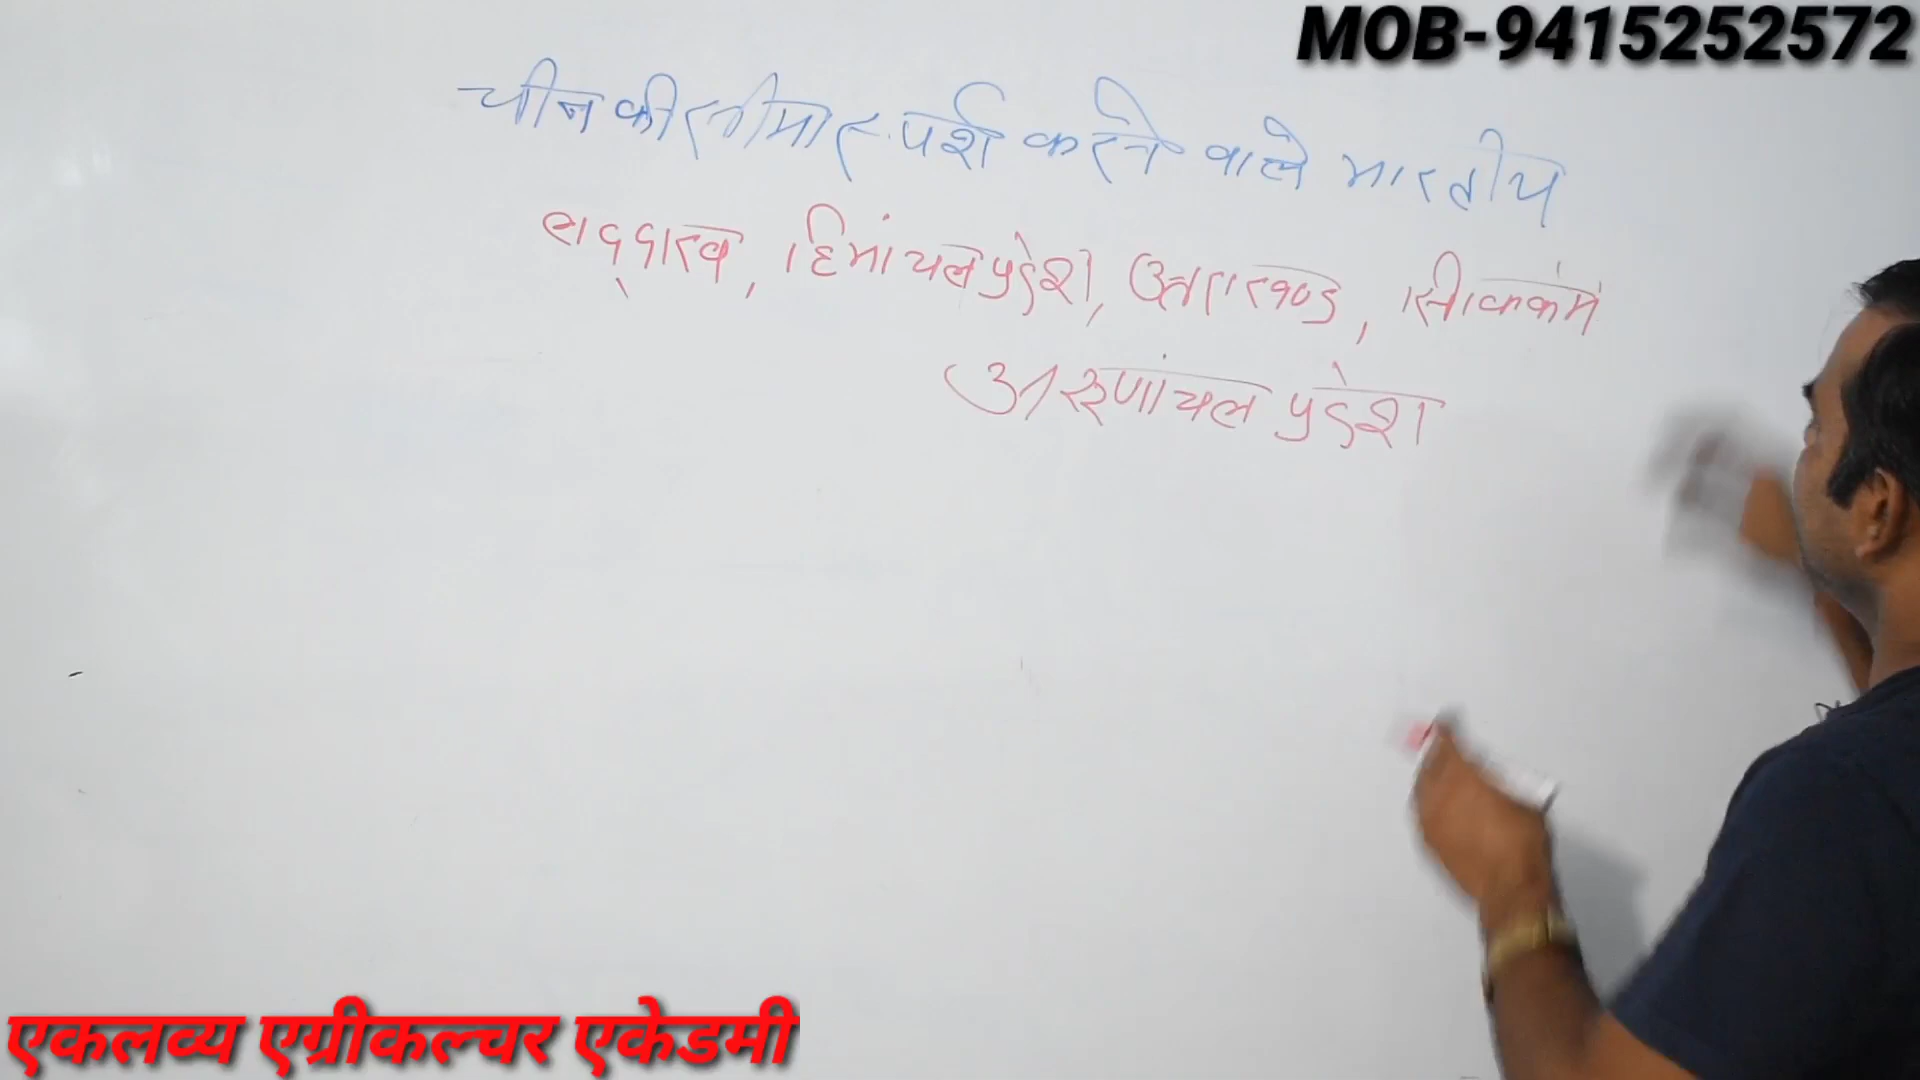 MOB-9415252572
चीन की सीमा स्पर्श करने वाले भारतीय
लद्दाख, हिमांचल प्रदेश, उत्तराखण्ड, सिक्किम
अरूणांचल प्रदेश
एकलव्य एग्रीकल्चर एकेडमी